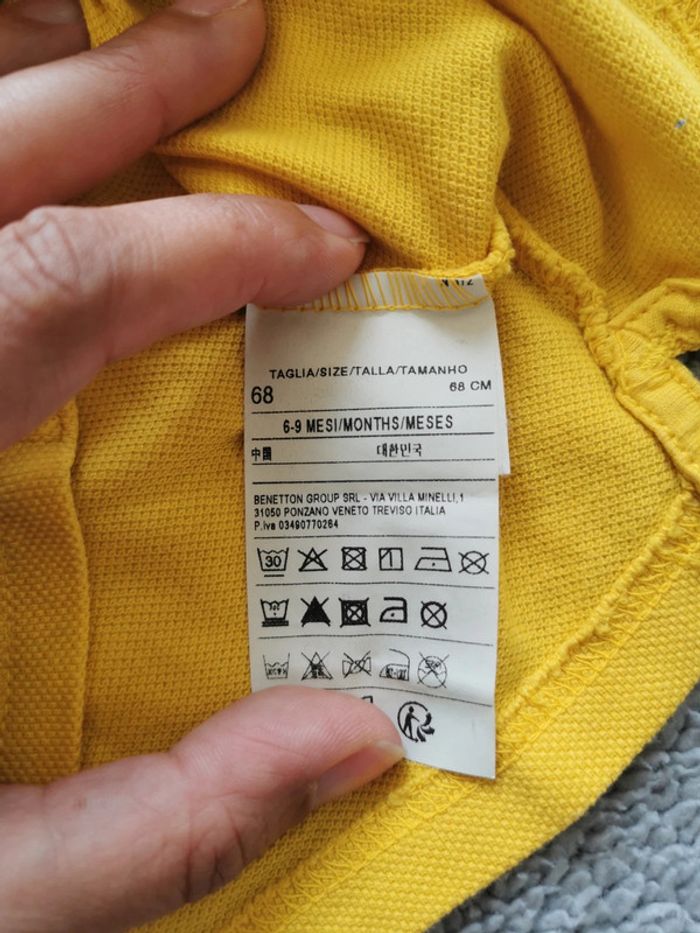 TAGLIA/SIZE/TALLA/TAMANHO
68 68 CM
6-9 MESI/MONTHS/MESES
中国 대한민국
BENETTON GROUP SRL - VIA VILLA MINELLI,1
31050 PONZANO VENETO TREVISO ITALIA
P.iva 03490770264
30